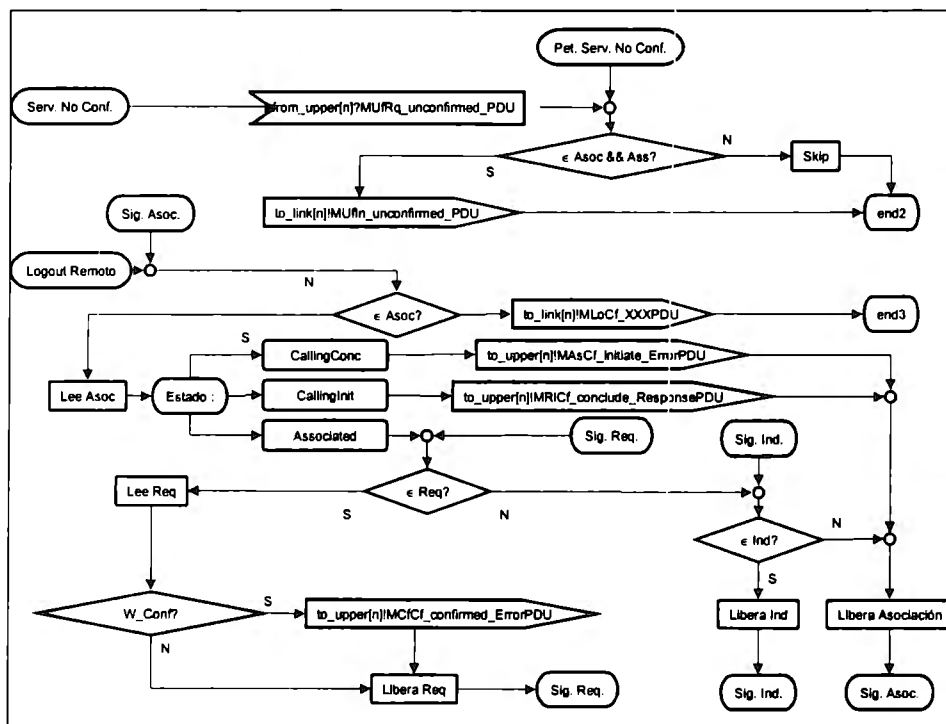 Pet. Serv. No Conf.
Serv. No Conf.
from_upper[n]?MUfRq_unconfirmed_PDU
ϵ Asoc && Ass?
N
Skip
S
Sig. Asoc.
to_link[n]!MUfIn_unconfirmed_PDU
end2
Logout Remoto
N
ϵ Asoc?
to_link[n]!MLoCf_XXXPDU
end3
S
CallingConc
to_upper[n]!MAsCf_Initiate_ErrorPDU
Lee Asoc
Estado :
CallingInit
to_upper[n]!MRlCf_conclude_ResponsePDU
Associated
Sig. Req.
Sig. Ind.
Lee Req
ϵ Req?
S
N
ϵ Ind?
N
S
W_Conf?
S
to_upper[n]!MCfCf_confirmed_ErrorPDU
Libera Ind
Libera Asociación
N
Libera Req
Sig. Req.
Sig. Ind.
Sig. Asoc.